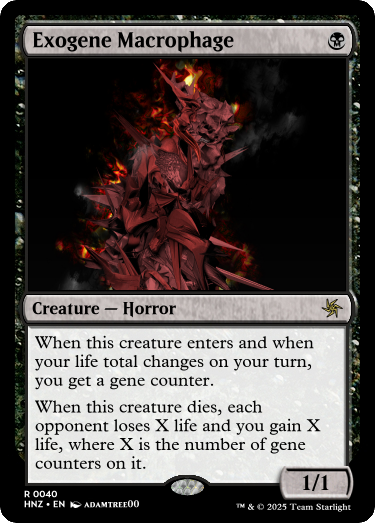 Exogene Macrophage
Creature — Horror
When this creature enters and when
your life total changes on your turn,
you get a gene counter.
When this creature dies, each
opponent loses X life and you gain X
life, where X is the number of gene
counters on it.
1/1
R 0040
HNZ • EN ADAMTREE00
™ & © 2025 Team Starlight